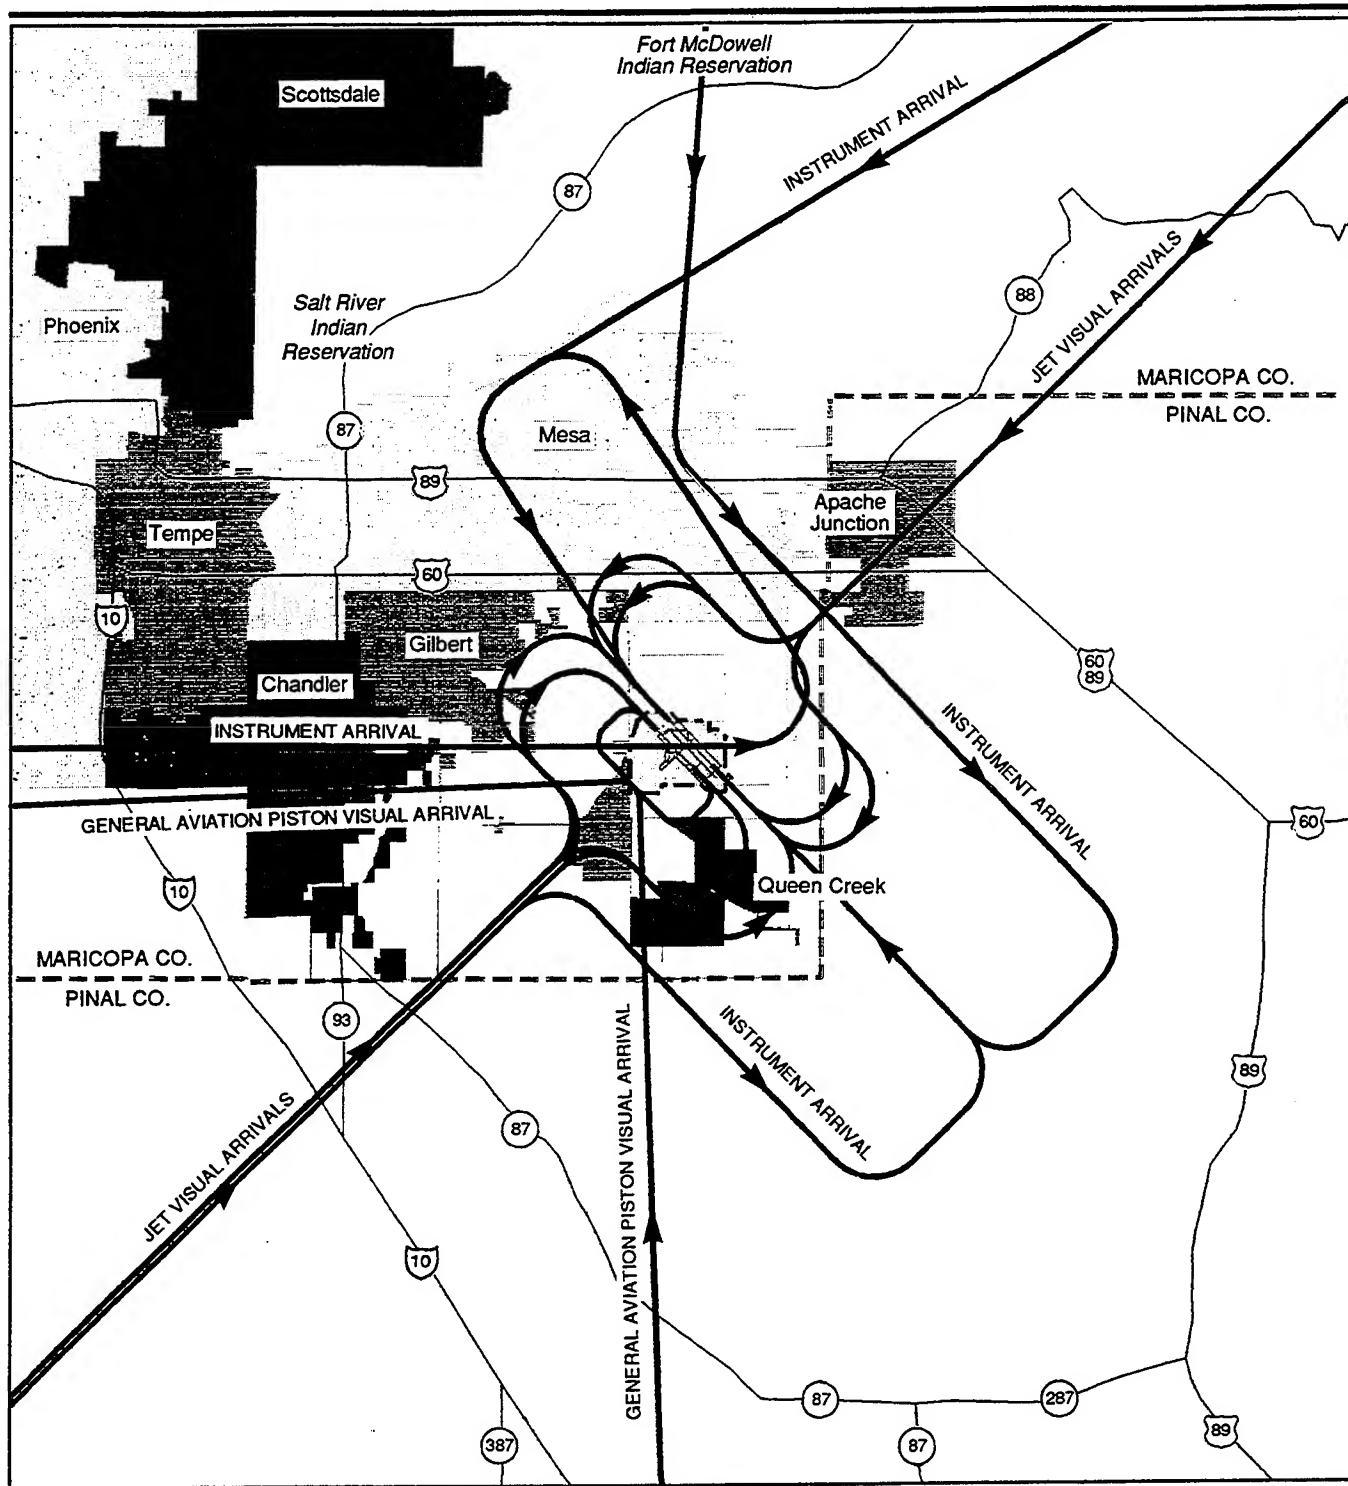 Fort McDowell
Indian Reservation
Scottsdale
INSTRUMENT ARRIVAL
87
JET VISUAL ARRIVALS
88
Salt River
Indian
Reservation
Phoenix
MARICOPA CO.
PINAL CO.
87
Mesa
89
Apache
Junction
Tempe
60
10
Gilbert
60
89
Chandler
INSTRUMENT ARRIVAL
INSTRUMENT ARRIVAL
GENERAL AVIATION PISTON VISUAL ARRIVAL
60
10
Queen Creek
MARICOPA CO.
PINAL CO.
93
INSTRUMENT ARRIVAL
89
GENERAL AVIATION PISTON VISUAL ARRIVAL
87
JET VISUAL ARRIVALS
10
87
287
387
87
89